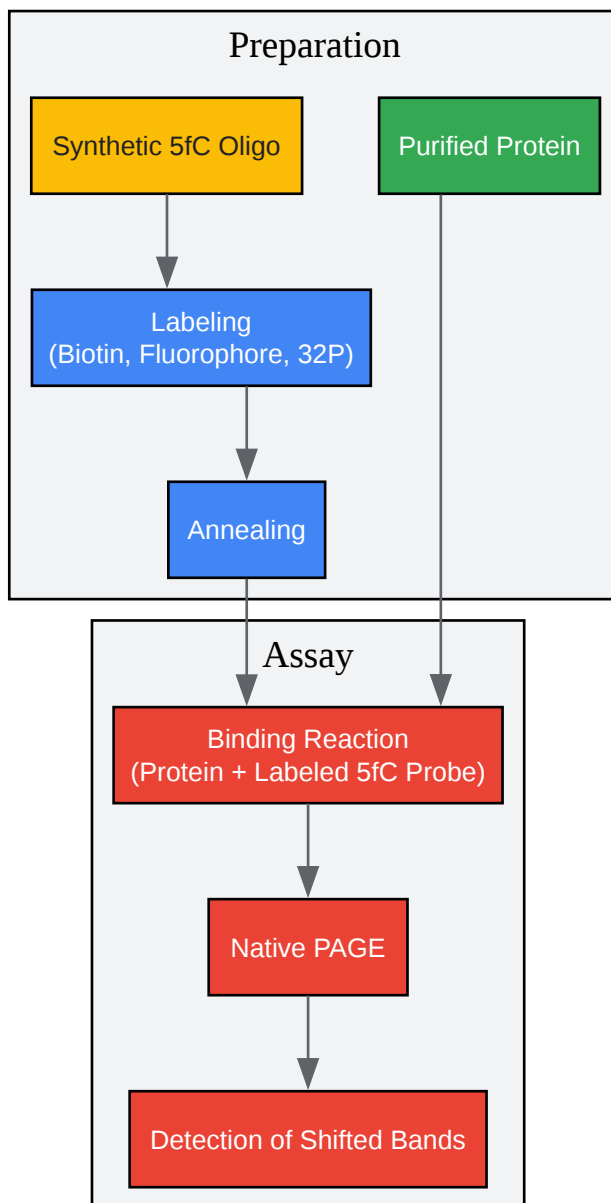 Preparation
Synthetic 5fC Oligo
Purified Protein
Labeling
(Biotin, Fluorophore, 32P)
Annealing
Assay
Binding Reaction
(Protein + Labeled 5fC Probe)
Native PAGE
Detection of Shifted Bands